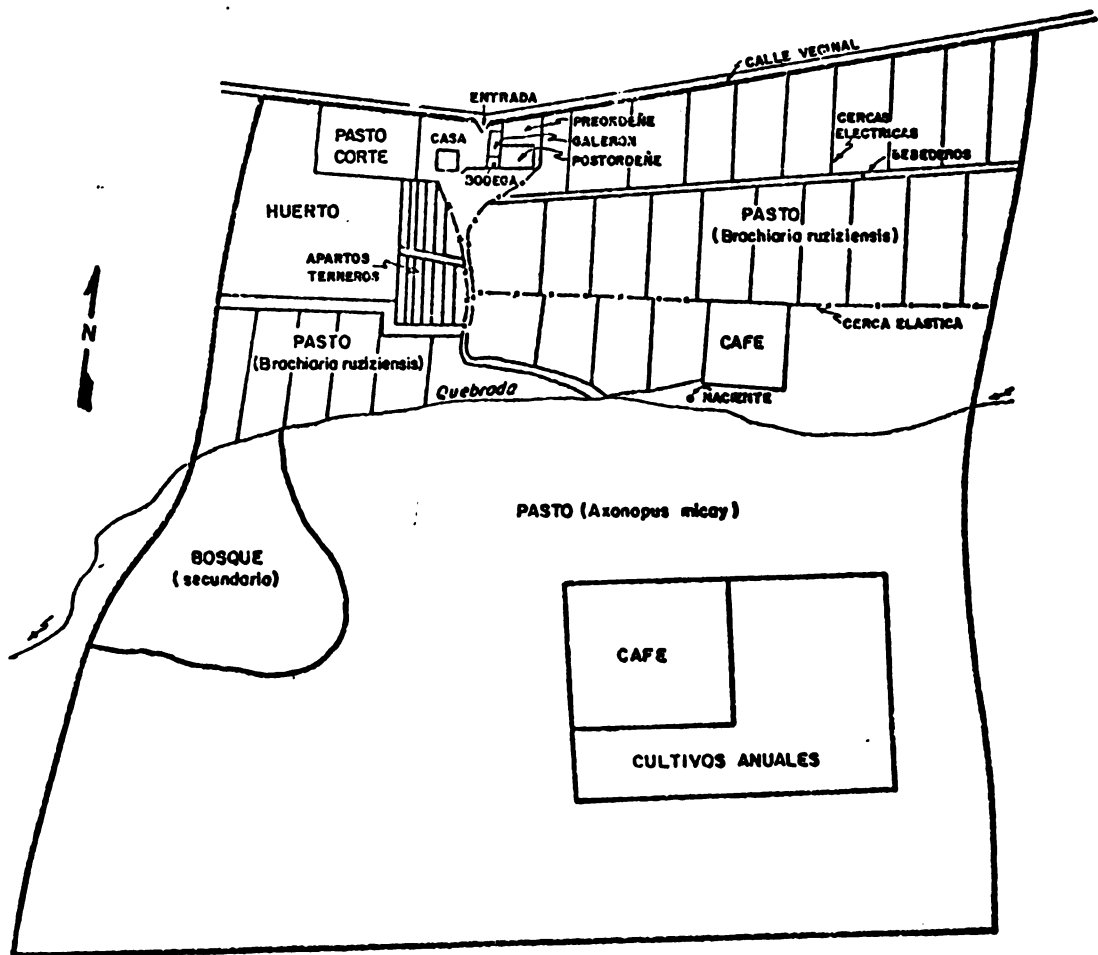 CALLE VECINAL
ENTRADA
PREORDEÑE
GALERON
POSTORDEÑE
CASA
PASTO
CORTE
BODEGA
CERCAS
ELECTRICAS
BEBEDEROS
HUERTO
PASTO
(Brachiaria ruziziensis)
APARTOS
TERNEROS
N
CERCA ELASTICA
CAFE
PASTO
(Brachiaria ruziziensis)
Quebrada
NACIENTE
PASTO (Axonopus micay)
BOSQUE
(secundario)
CAFE
CULTIVOS ANUALES